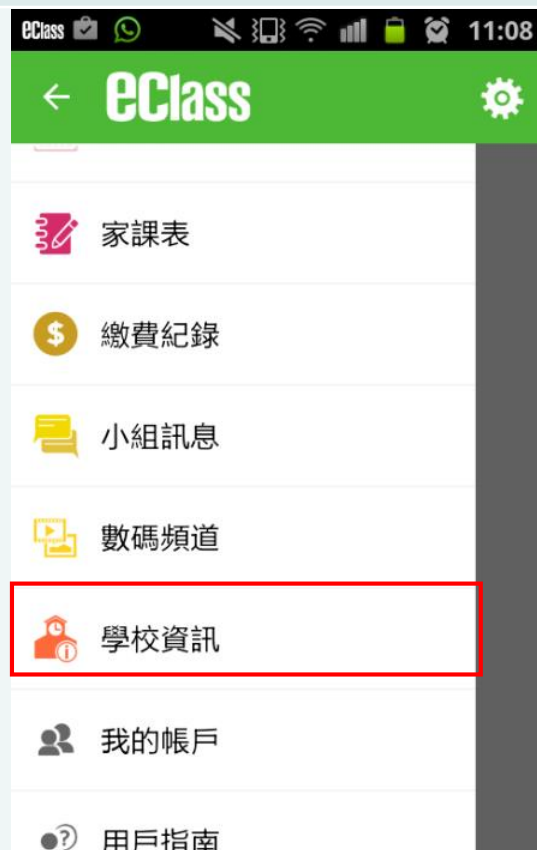 eClass 11:08
eClass
家課表
繳費紀錄
小組訊息
數碼頻道
學校資訊
我的帳戶
用戶指南